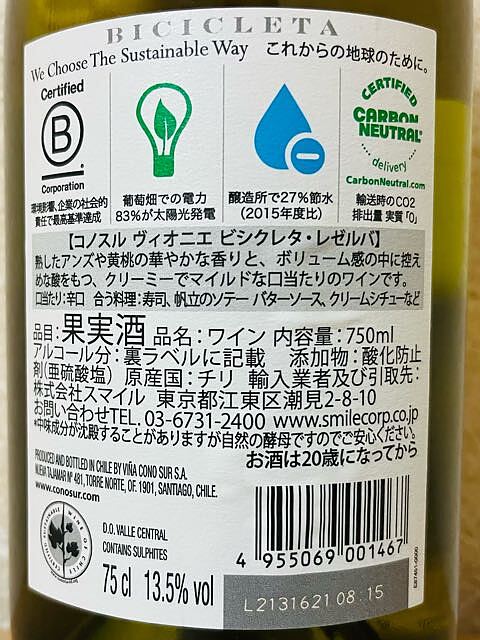 BICICLETA
We Choose The Sustainable Way これからの地球のために。
Certified
B
Corporation
環境影響、企業の社会的
責任で最高基準達成
葡萄畑での電力
83%が太陽光発電
醸造所で27%節水
(2015年度比)
CERTIFIED
CARBON
NEUTRAL
delivery
CarbonNeutral.com
輸送時のCO2
排出量 実質「0」
【コノスル ヴィオニエ ビシクレタ・レゼルバ】
熟したアンズや黄桃の華やかな香りと、ボリューム感の中に控え
めな酸をもつ、クリーミーでマイルドな口当たりのワインです。
口当たり:辛口 合う料理:寿司、帆立のソテー バターソース、クリームシチューなど
品目:果実酒 品名:ワイン 内容量:750ml
アルコール分:裏ラベルに記載 添加物:酸化防止
剤(亜硫酸塩) 原産国:チリ 輸入業者及び引取先:
株式会社スマイル 東京都江東区潮見2-8-10
お問い合わせTEL. 03-6731-2400 www.smilecorp.co.jp
*中味成分が沈殿することがありますが自然の酵母ですのでご安心ください。
お酒は20歳になってから
PRODUCED AND BOTTLED IN CHILE BY VIÑA CONO SUR S.A.
NUEVA TAJAMAR Nº 481, TORRE NORTE, OF. 1901, SANTIAGO, CHILE.
www.conosur.com
D.O. VALLE CENTRAL
CONTAINS SULPHITES
75 cl 13.5% vol
4 955069 001467
L2131621 08:15